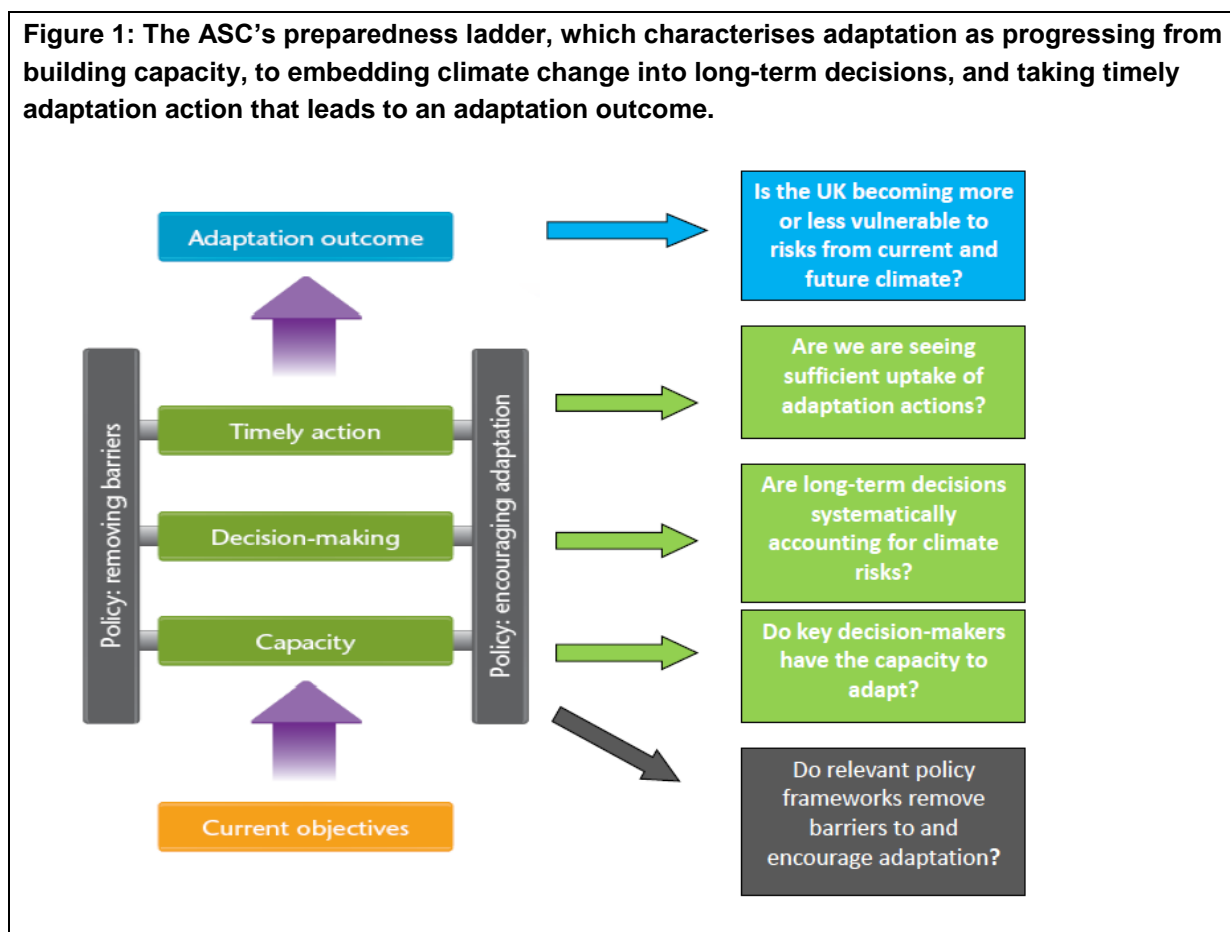 Figure 1: The ASC’s preparedness ladder, which characterises adaptation as progressing from
building capacity, to embedding climate change into long-term decisions, and taking timely
adaptation action that leads to an adaptation outcome.
Adaptation outcome
Is the UK becoming more
or less vulnerable to
risks from current and
future climate?
Policy: removing barriers
Policy: encouraging adaptation
Timely action
Are we are seeing
sufficient uptake of
adaptation actions?
Decision-making
Are long-term decisions
systematically
accounting for climate
risks?
Capacity
Do key decision-makers
have the capacity to
adapt?
Current objectives
Do relevant policy
frameworks remove
barriers to and
encourage adaptation?